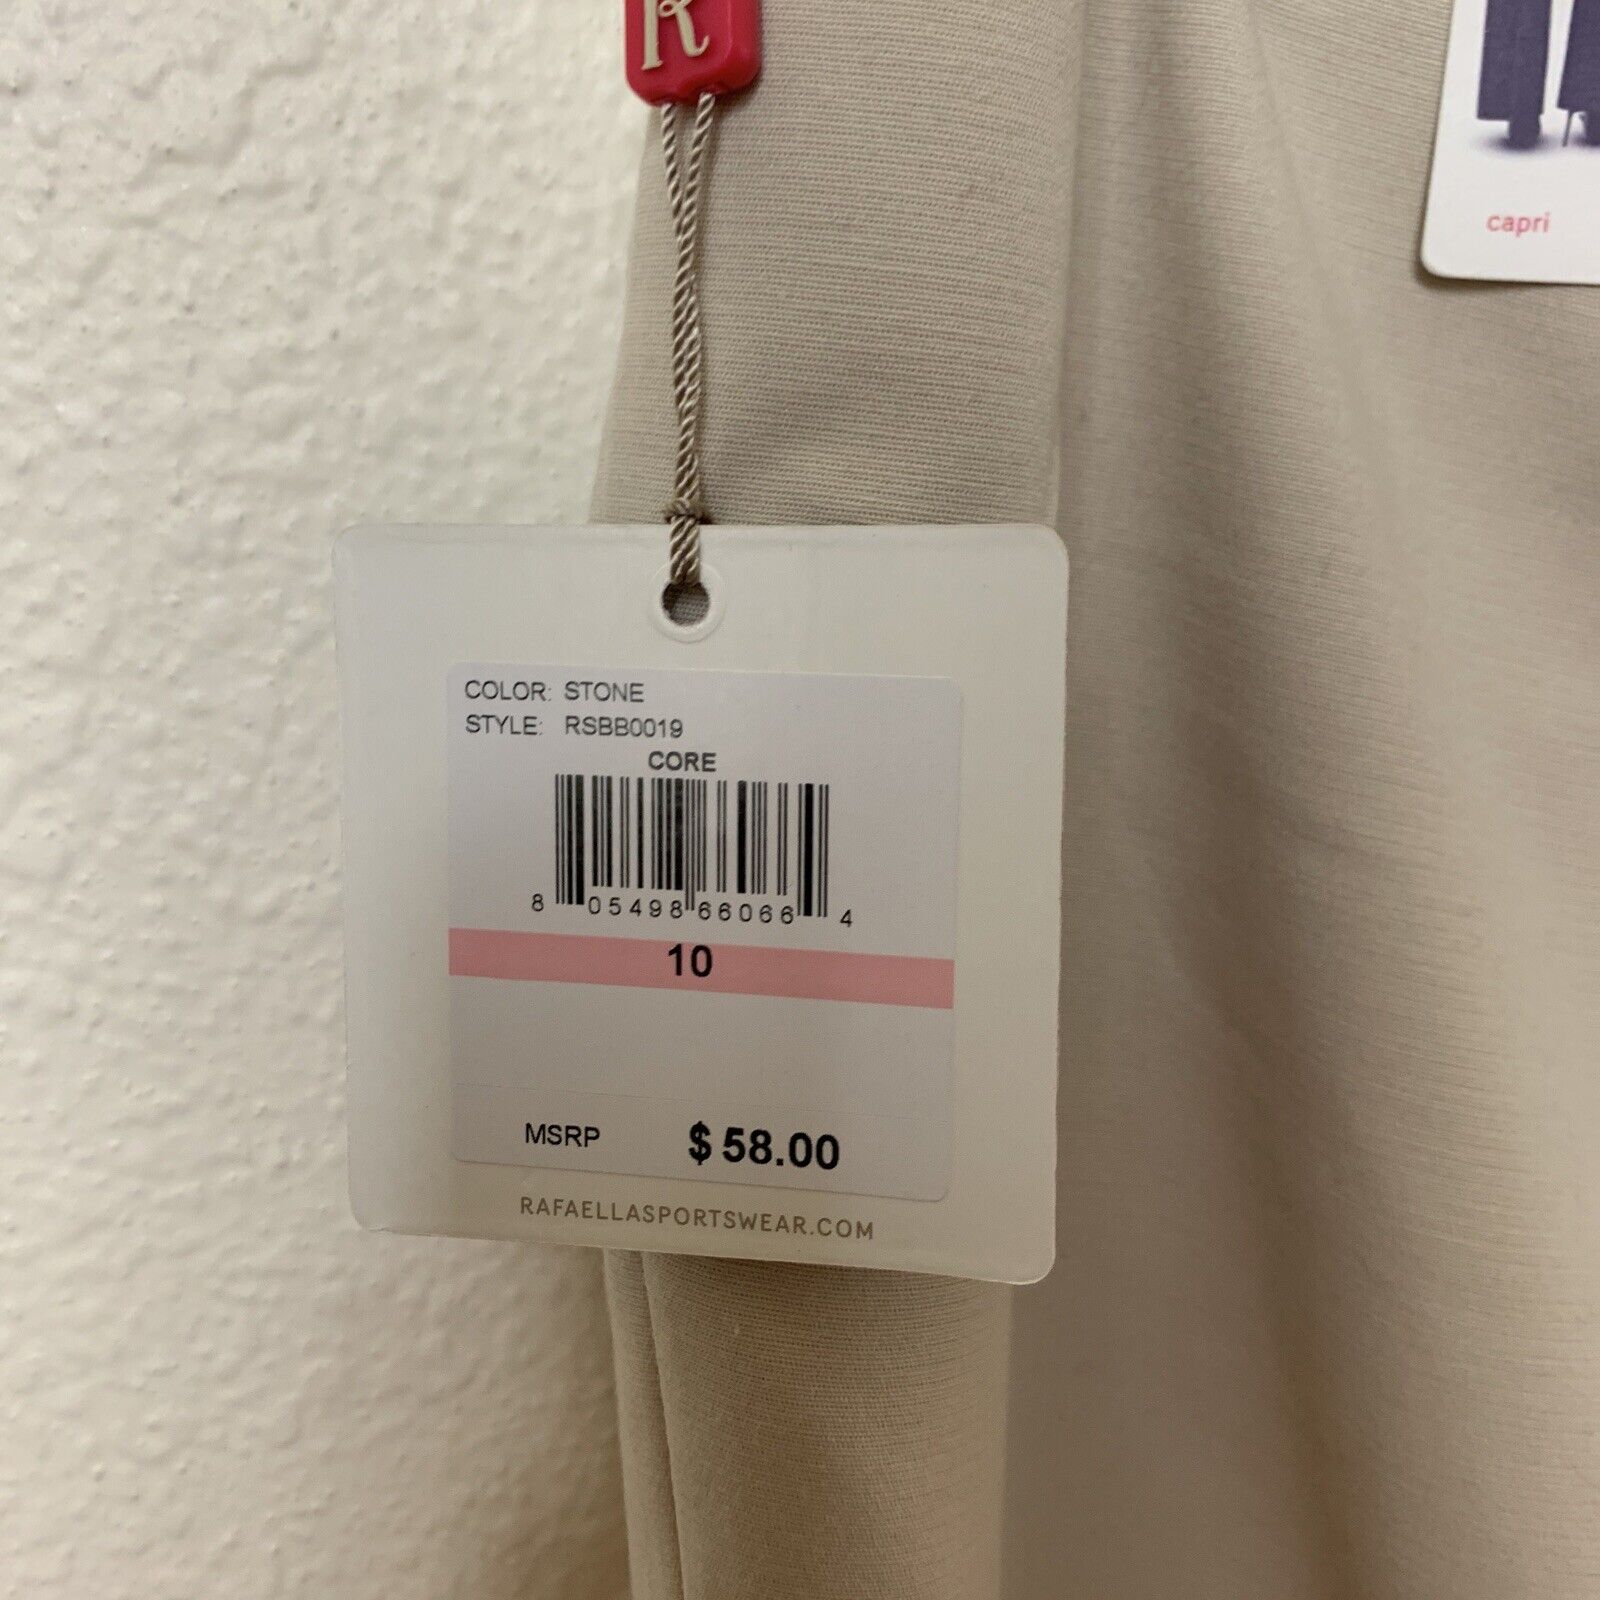 R
capri
COLOR: STONE
STYLE: RSBB0019
CORE
8 05498 66066 4
10
MSRP $58.00
RAFAELLASPORTSWEAR.COM